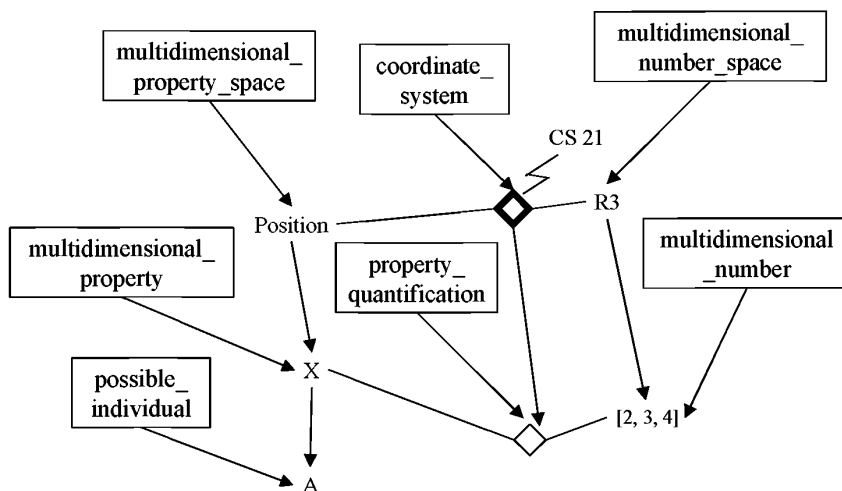 multidimensional_
property_space
coordinate_
system
multidimensional_
number_space
CS 21
Position
R3
multidimensional_
property
property_
quantification
multidimensional
_number
X
possible_
individual
[2, 3, 4]
A